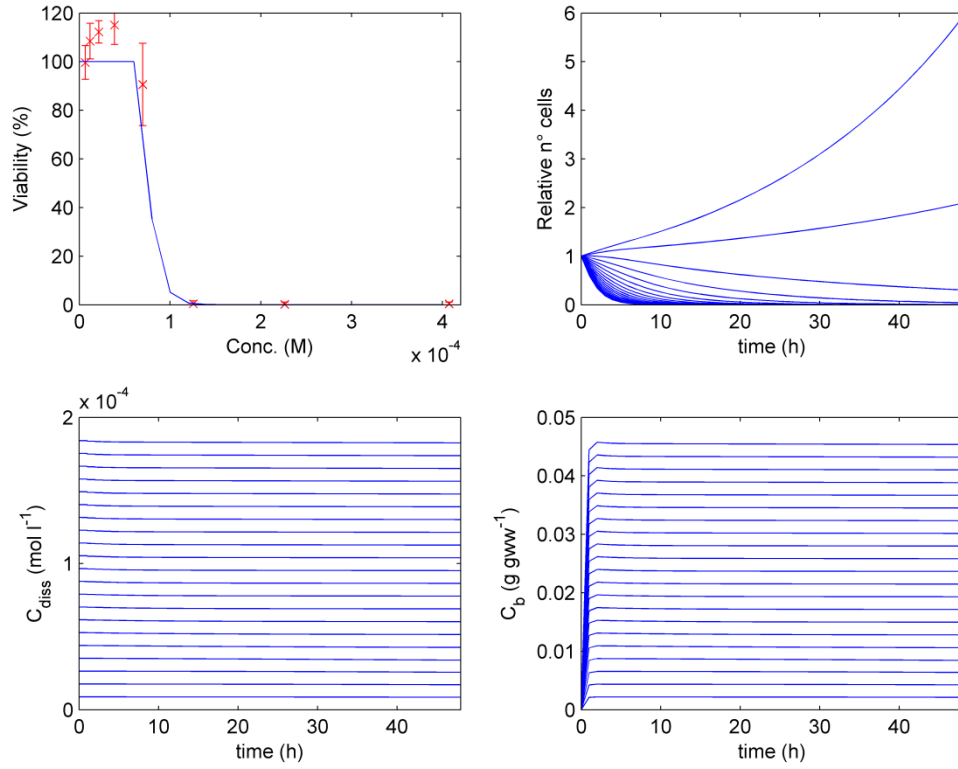 120
100
80
60
40
20
0
Viability (%)
0 1 2 3 4
Conc. (M)
x 10^-4
6
5
4
3
2
1
0
Relative n° cells
0 10 20 30 40
time (h)
x 10^-4
2
1
0
C_diss (mol l^-1)
0 10 20 30 40
time (h)
0.05
0.04
0.03
0.02
0.01
0
C_b (g gww^-1)
0 10 20 30 40
time (h)